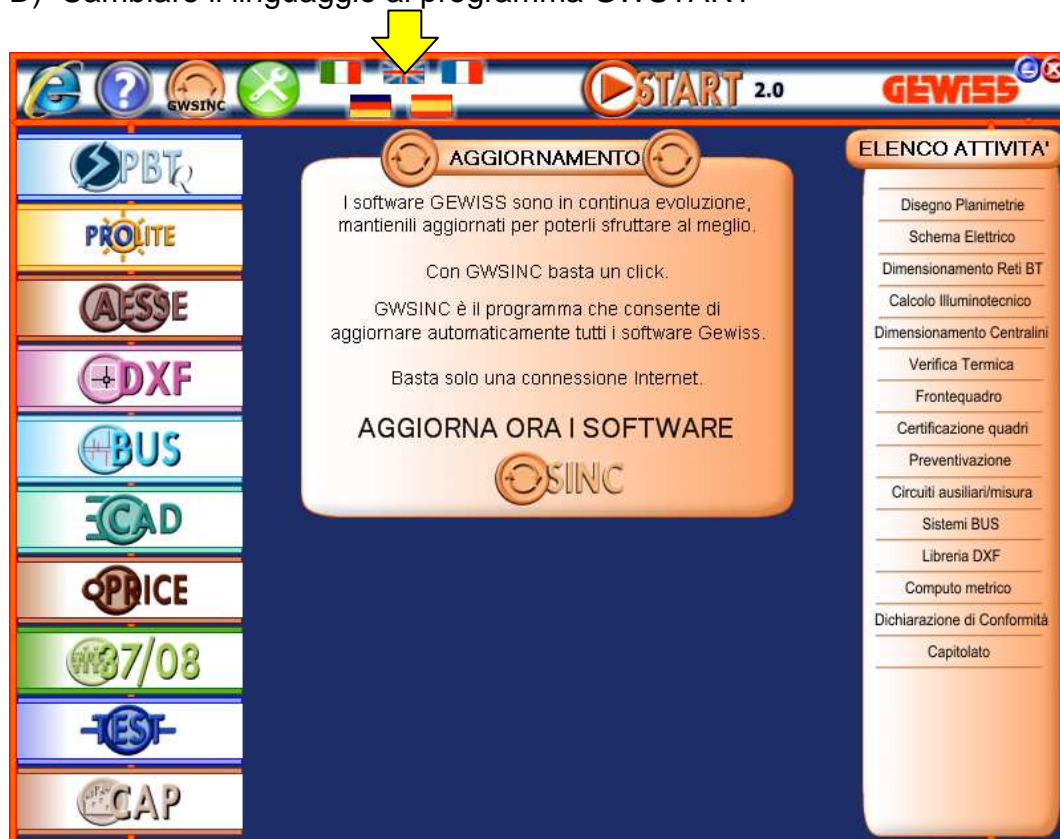 B) Cambiare il linguaggio al programma GWSTART
GWSINC
START 2.0
GEWISS
PBT
Q
PROLITE
AESSE
DXF
BUS
CAD
PRICE
37/08
TEST
CAP
AGGIORNAMENTO
I software GEWISS sono in continua evoluzione,
mantienili aggiornati per poterli sfruttare al meglio.
Con GWSINC basta un click.
GWSINC è il programma che consente di
aggiornare automaticamente tutti i software Gewiss.
Basta solo una connessione Internet.
AGGIORNA ORA I SOFTWARE
SINC
ELENCO ATTIVITA'
Disegno Planimetrie
Schema Elettrico
Dimensionamento Reti BT
Calcolo Illuminotecnico
Dimensionamento Centralini
Verifica Termica
Frontequadro
Certificazione quadri
Preventivazione
Circuiti ausiliari/misura
Sistemi BUS
Libreria DXF
Computo metrico
Dichiarazione di Conformità
Capitolato